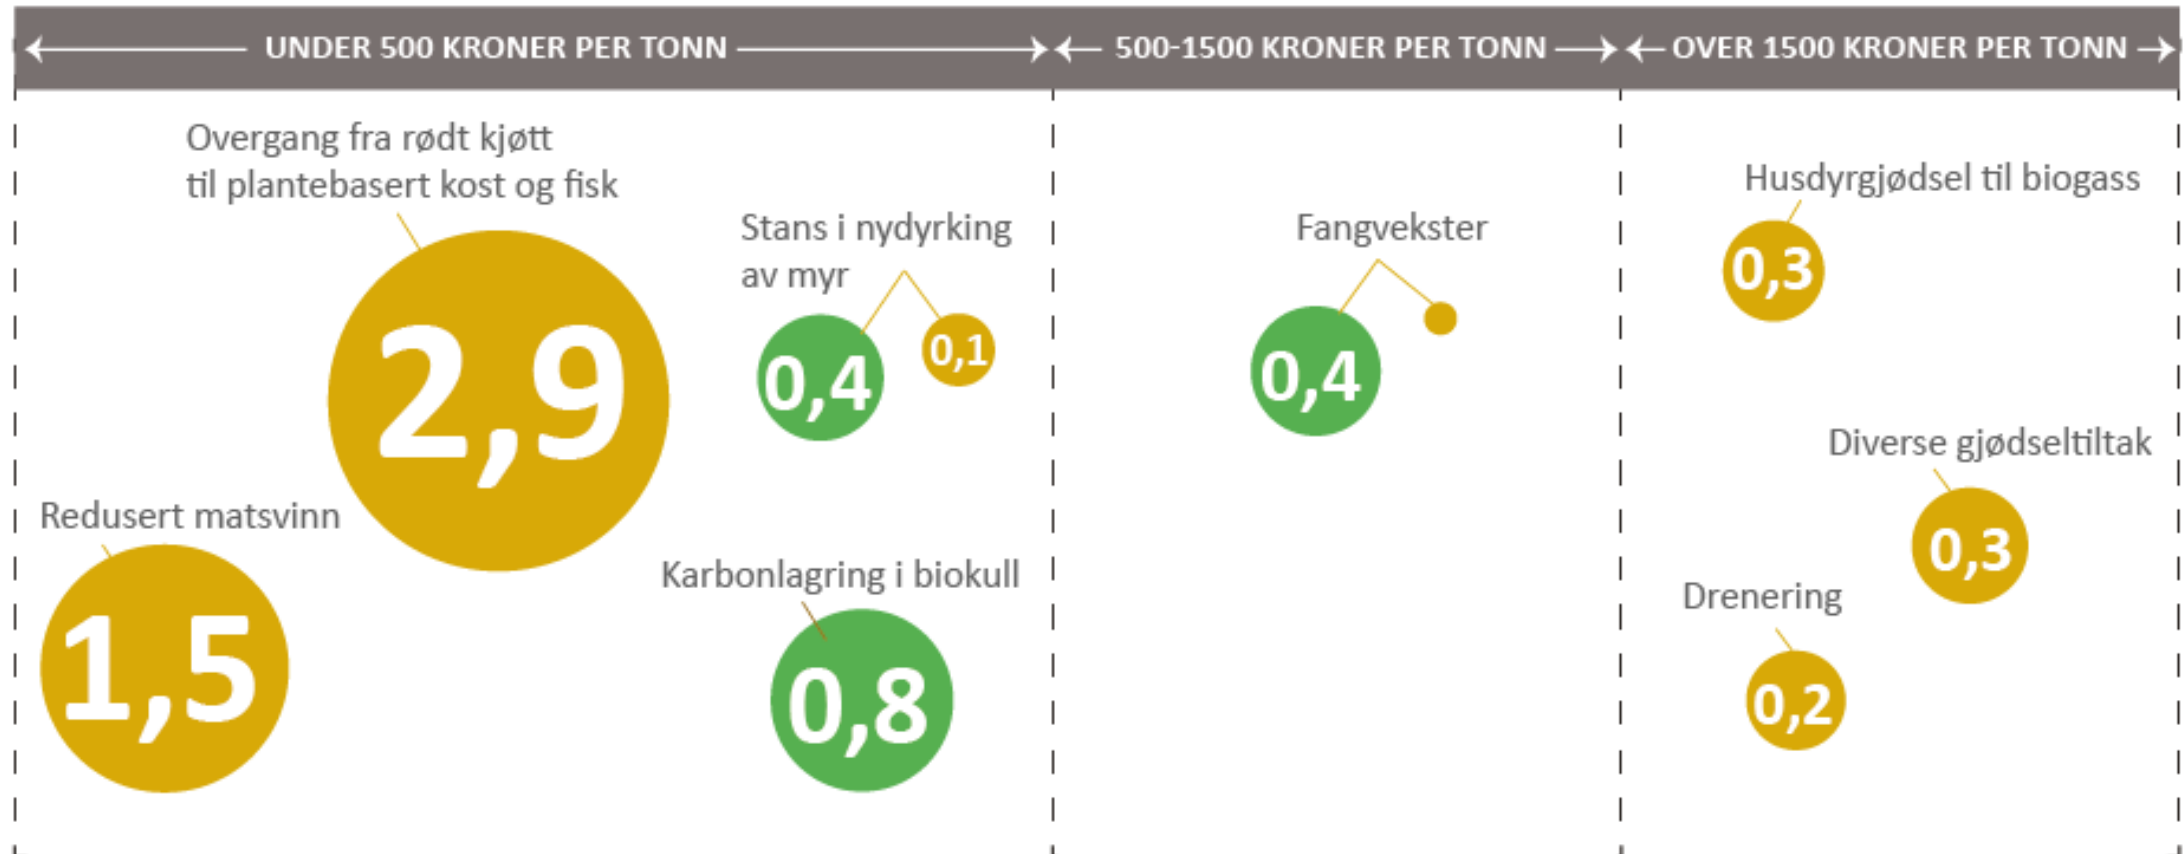 UNDER 500 KRONER PER TONN
500-1500 KRONER PER TONN
OVER 1500 KRONER PER TONN
Overgang fra rødt kjøtt
til plantebasert kost og fisk
2,9
Redusert matsvinn
1,5
Stans i nydyrking
av myr
0,4
0,1
Karbonlagring i biokull
0,8
Fangvekster
0,4
Husdyrgjødsel til biogass
0,3
Diverse gjødseltiltak
0,3
Drenering
0,2